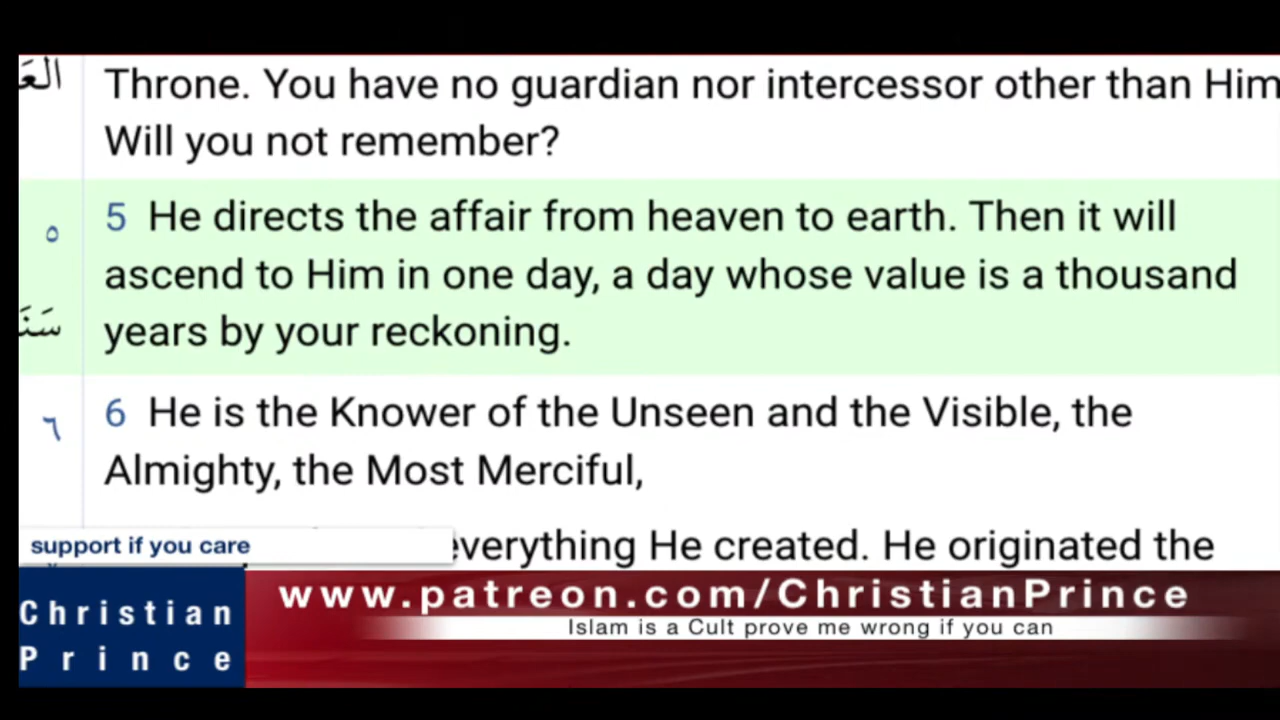 Throne. You have no guardian nor intercessor other than Him
Will you not remember?
٥
5 He directs the affair from heaven to earth. Then it will
ascend to Him in one day, a day whose value is a thousand
years by your reckoning.
٦
6 He is the Knower of the Unseen and the Visible, the
Almighty, the Most Merciful,
everything He created. He originated the
support if you care
Christian
Prince
www.patreon.com/ChristianPrince
Islam is a Cult prove me wrong if you can